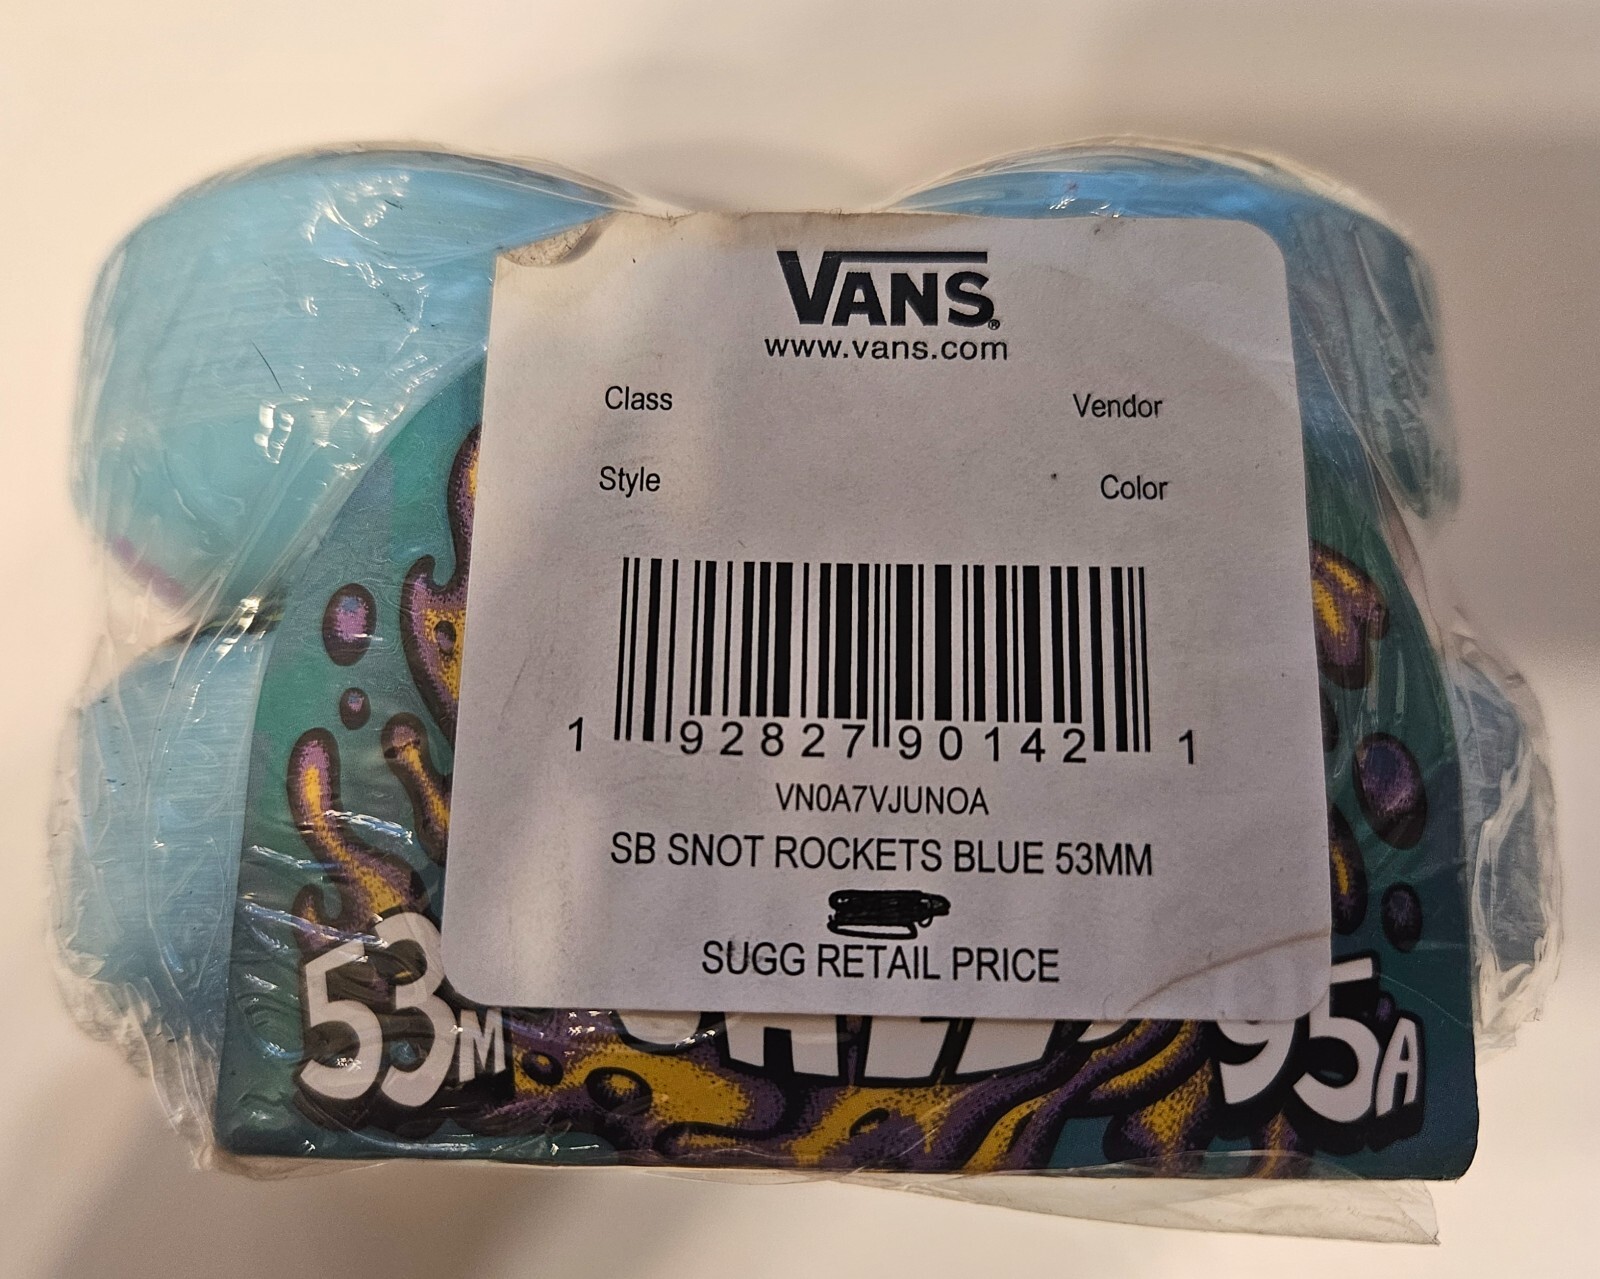 VANS®
www.vans.com
Class Vendor
Style Color
1 92827 90142 1
VN0A7VJUNOA
SB SNOT ROCKETS BLUE 53MM
SUGG RETAIL PRICE
53M 95A